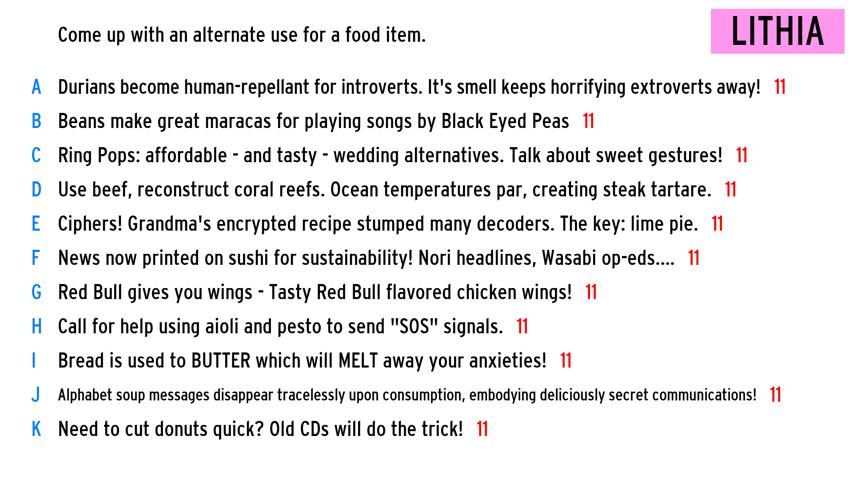 Come up with an alternate use for a food item.
LITHIA
A Durians become human-repellant for introverts. It's smell keeps horrifying extroverts away! 11
B Beans make great maracas for playing songs by Black Eyed Peas 11
C Ring Pops: affordable - and tasty - wedding alternatives. Talk about sweet gestures! 11
D Use beef, reconstruct coral reefs. Ocean temperatures par, creating steak tartare. 11
E Ciphers! Grandma's encrypted recipe stumped many decoders. The key: lime pie. 11
F News now printed on sushi for sustainability! Nori headlines, Wasabi op-eds.... 11
G Red Bull gives you wings - Tasty Red Bull flavored chicken wings! 11
H Call for help using aioli and pesto to send "SOS" signals. 11
I Bread is used to BUTTER which will MELT away your anxieties! 11
J Alphabet soup messages disappear tracelessly upon consumption, embodying deliciously secret communications! 11
K Need to cut donuts quick? Old CDs will do the trick! 11